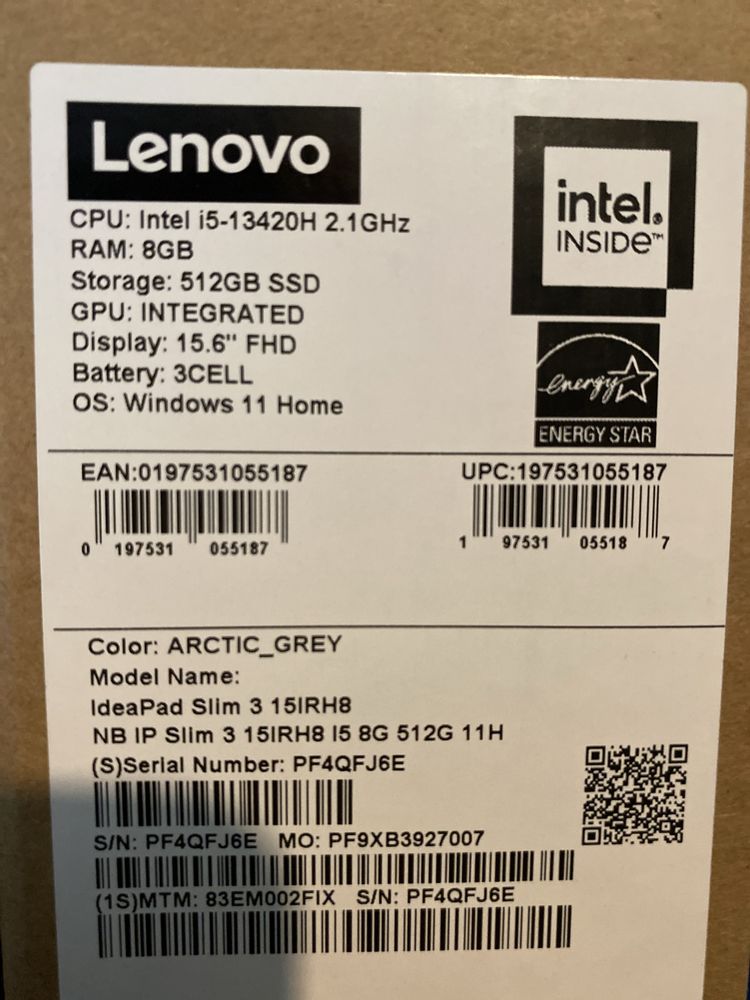 Lenovo
CPU: Intel i5-13420H 2.1GHz
RAM: 8GB
Storage: 512GB SSD
GPU: INTEGRATED
Display: 15.6" FHD
Battery: 3CELL
OS: Windows 11 Home
intel.
INSIDE™
energy
ENERGY STAR
EAN:0197531055187
0 197531 055187
UPC:197531055187
1 97531 05518 7
Color: ARCTIC_GREY
Model Name:
IdeaPad Slim 3 15IRH8
NB IP Slim 3 15IRH8 I5 8G 512G 11H
(S)Serial Number: PF4QFJ6E
S/N: PF4QFJ6E MO: PF9XB3927007
(1S)MTM: 83EM002FIX S/N: PF4QFJ6E